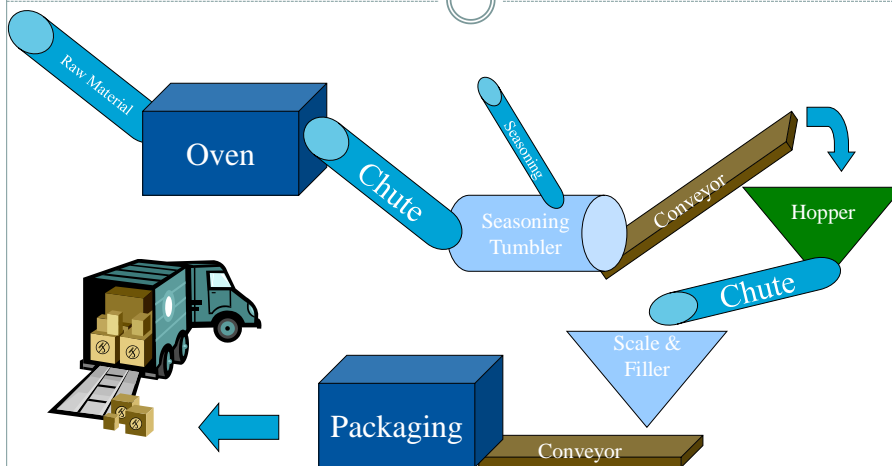 Raw Material
Oven
Chute
Seasoning
Seasoning
Tumbler
Conveyor
Hopper
Chute
Scale &
Filler
Conveyor
Packaging